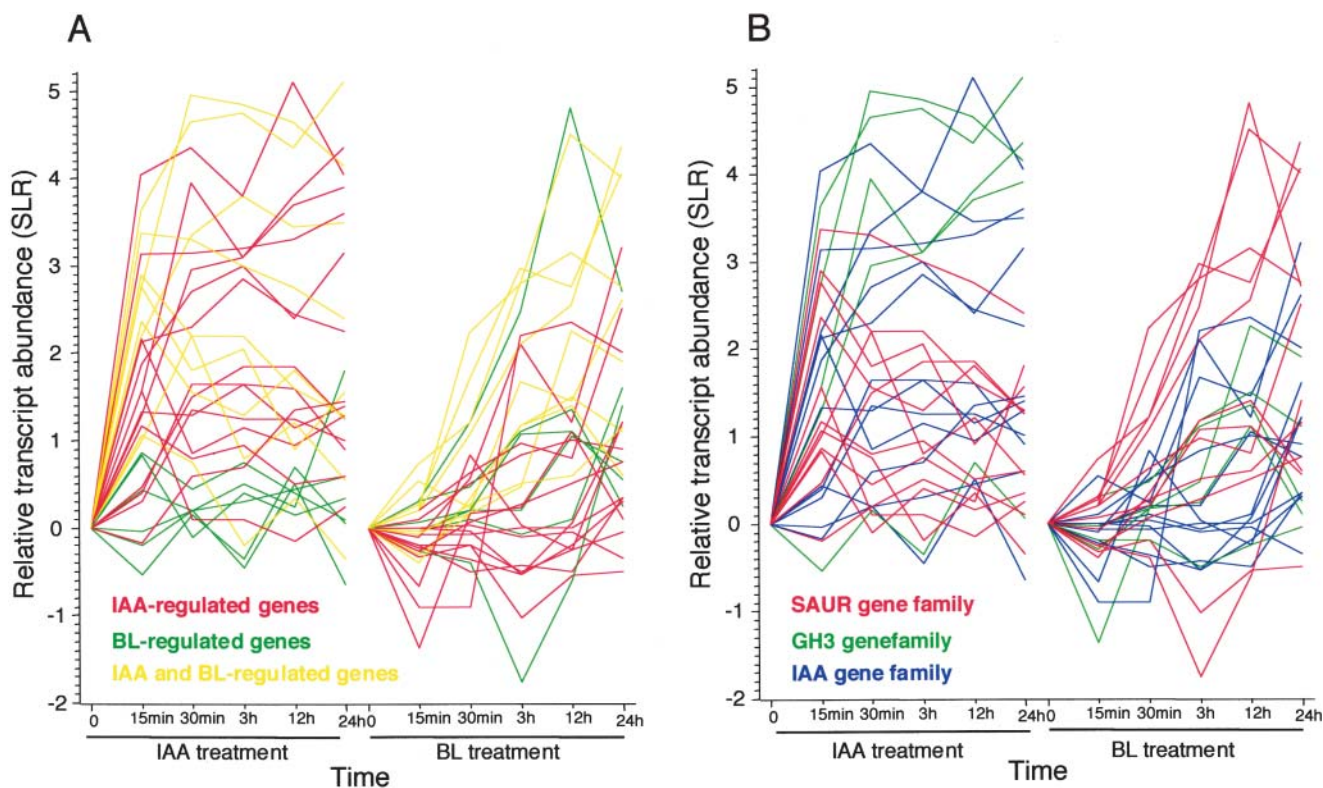 A
Relative transcript abundance (SLR)
5
4
3
2
1
0
-1
-2
IAA-regulated genes
BL-regulated genes
IAA and BL-regulated genes
0 15min 30min 3h 12h 24h 0 15min 30min 3h 12h 24h
IAA treatment BL treatment
Time
B
Relative transcript abundance (SLR)
5
4
3
2
1
0
-1
-2
SAUR gene family
GH3 genefamily
IAA gene family
0 15min 30min 3h 12h 24h 0 15min 30min 3h 12h 24h
IAA treatment BL treatment
Time